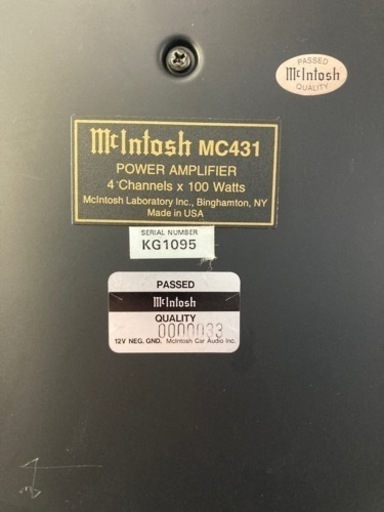 PASSED
McIntosh
QUALITY
McIntosh MC431
POWER AMPLIFIER
4 Channels x 100 Watts
McIntosh Laboratory Inc., Binghamton, NY
Made in USA
SERIAL NUMBER
KG1095
PASSED
McIntosh
QUALITY
0000033
12V NEG. GND. McIntosh Car Audio Inc.